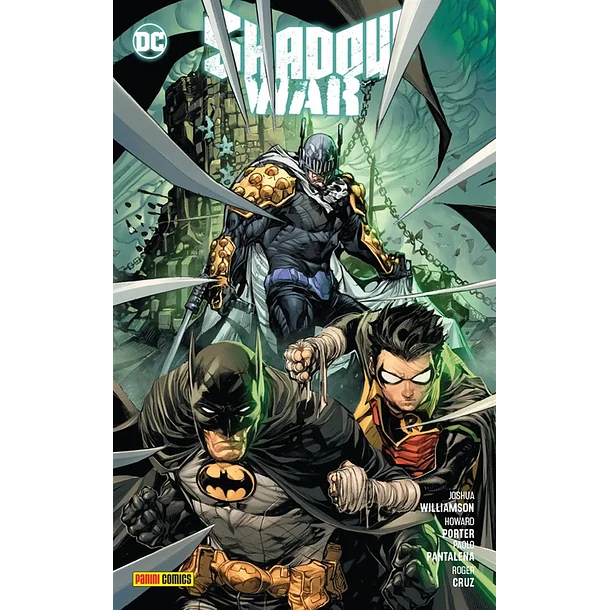 DC
SHADOW
WAR
JOSHUA
WILLIAMSON
HOWARD
PORTER
PAOLO
PANTALENA
ROGER
CRUZ
PANINI COMICS